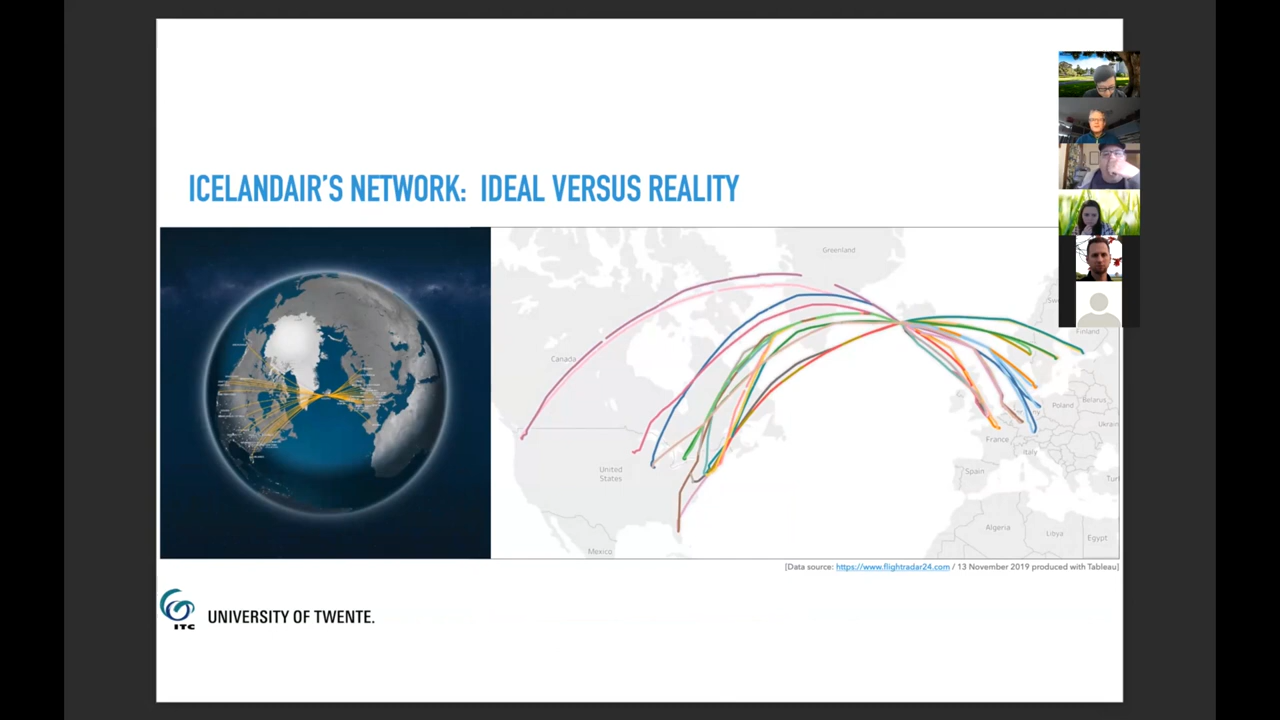 ICELANDAIR'S NETWORK: IDEAL VERSUS REALITY
Greenland
Finland
Canada
Poland
Belarus
Ukrain
France
Italy
United
States
Spain
Tur
Algeria
Libya
Egypt
Mexico
[Data source: https://www.flightradar24.com / 13 November 2019 produced with Tableau]
ITC
UNIVERSITY OF TWENTE.